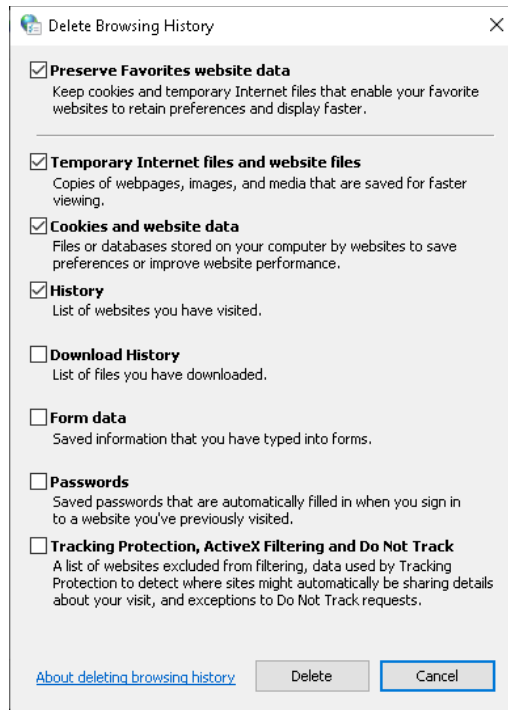 Delete Browsing History
Preserve Favorites website data
Keep cookies and temporary Internet files that enable your favorite
websites to retain preferences and display faster.
Temporary Internet files and website files
Copies of webpages, images, and media that are saved for faster
viewing.
Cookies and website data
Files or databases stored on your computer by websites to save
preferences or improve website performance.
History
List of websites you have visited.
Download History
List of files you have downloaded.
Form data
Saved information that you have typed into forms.
Passwords
Saved passwords that are automatically filled in when you sign in
to a website you've previously visited.
Tracking Protection, ActiveX Filtering and Do Not Track
A list of websites excluded from filtering, data used by Tracking
Protection to detect where sites might automatically be sharing details
about your visit, and exceptions to Do Not Track requests.
About deleting browsing history
Delete
Cancel